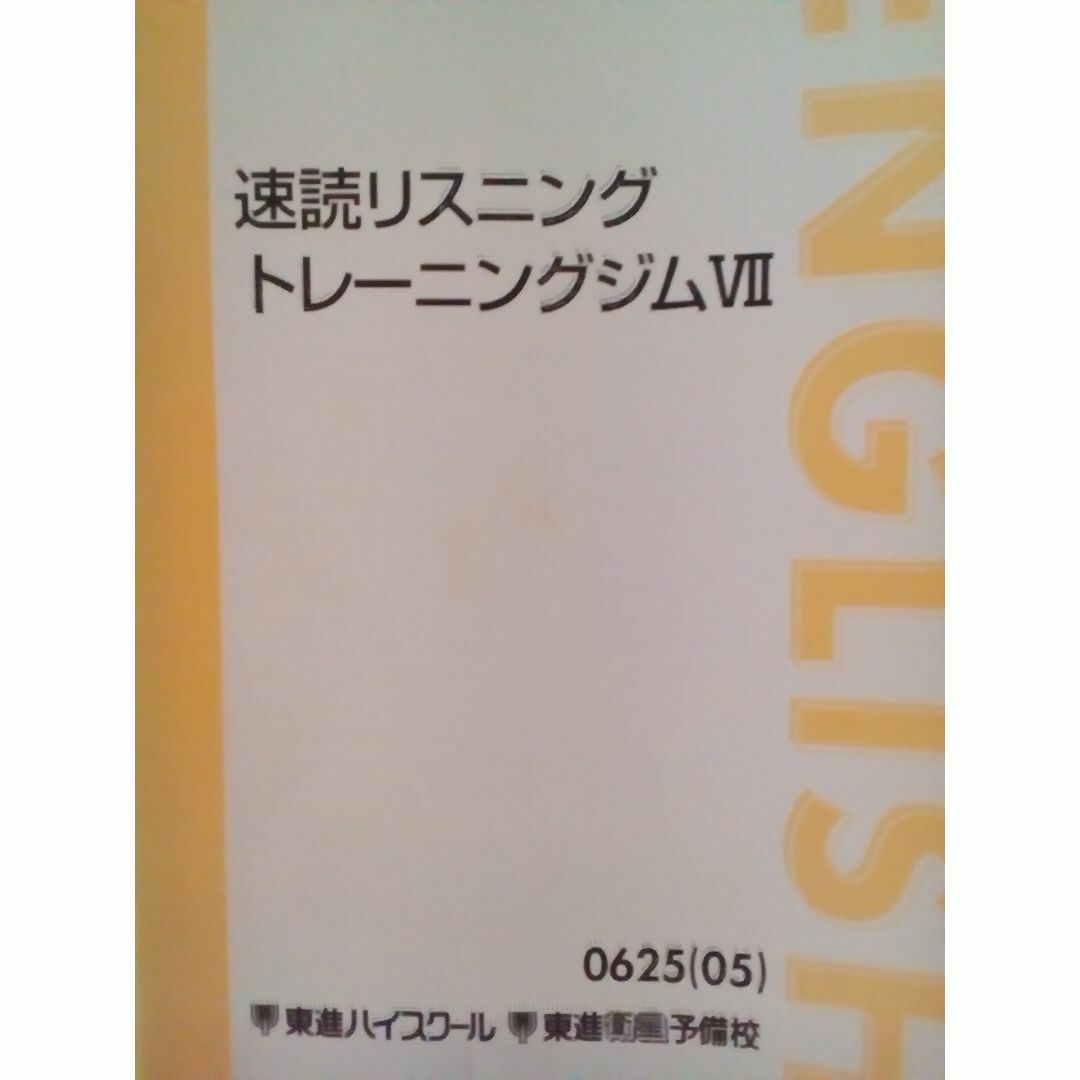 速読リスニング
トレーニングジムⅦ
ENGLISH
0625(05)
東進ハイスクール 東進衛星予備校